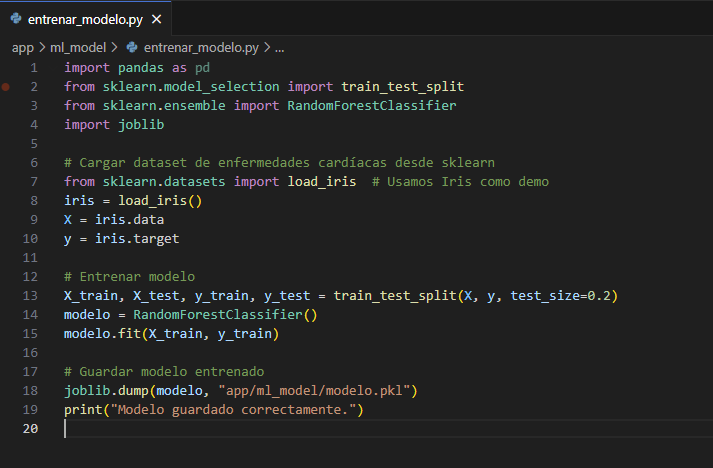 entrenar_modelo.py ×
app > ml_model > entrenar_modelo.py > ...
1 import pandas as pd
2 from sklearn.model_selection import train_test_split
3 from sklearn.ensemble import RandomForestClassifier
4 import joblib
5
6 # Cargar dataset de enfermedades cardíacas desde sklearn
7 from sklearn.datasets import load_iris  # Usamos Iris como demo
8 iris = load_iris()
9 X = iris.data
10 y = iris.target
11
12 # Entrenar modelo
13 X_train, X_test, y_train, y_test = train_test_split(X, y, test_size=0.2)
14 modelo = RandomForestClassifier()
15 modelo.fit(X_train, y_train)
16
17 # Guardar modelo entrenado
18 joblib.dump(modelo, "app/ml_model/modelo.pkl")
19 print("Modelo guardado correctamente.")
20